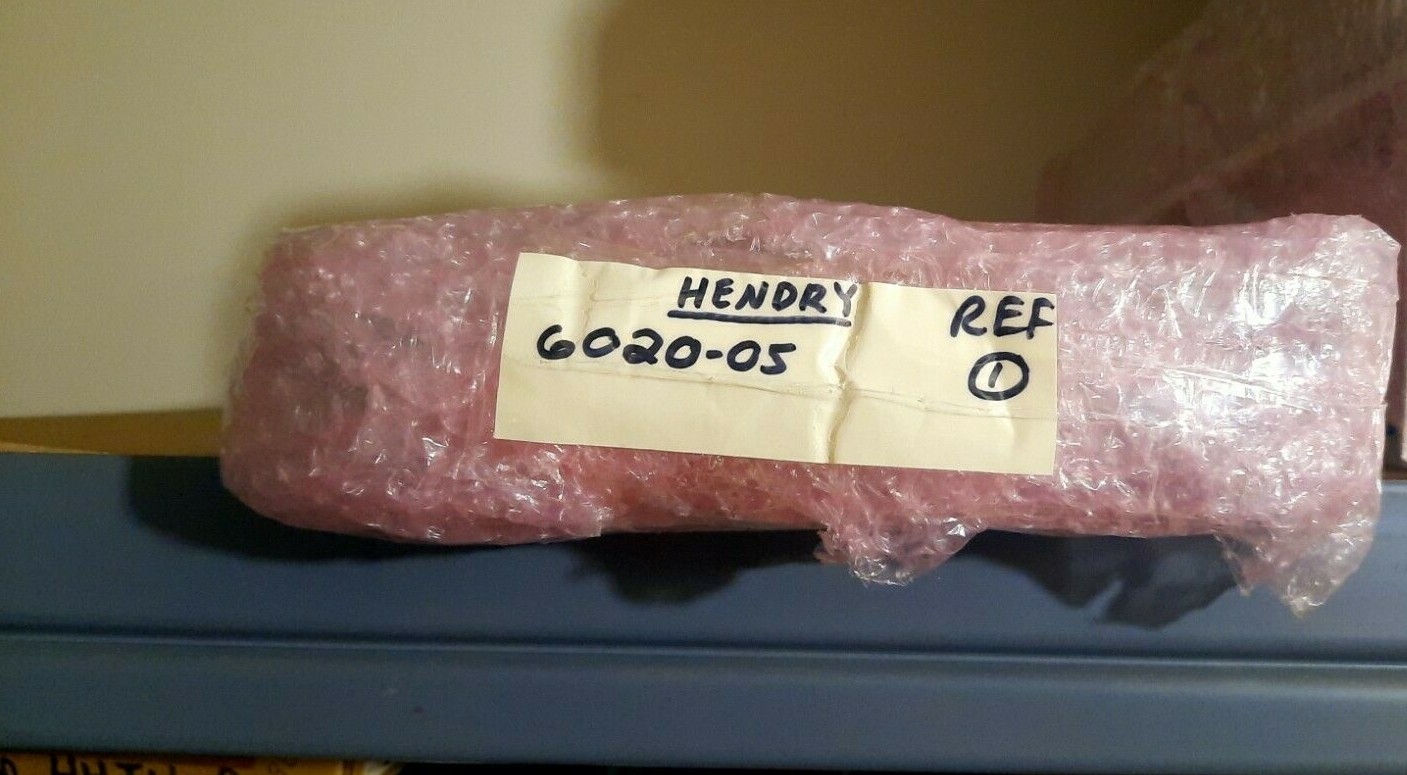 HENDRY
6020-05
REF
①